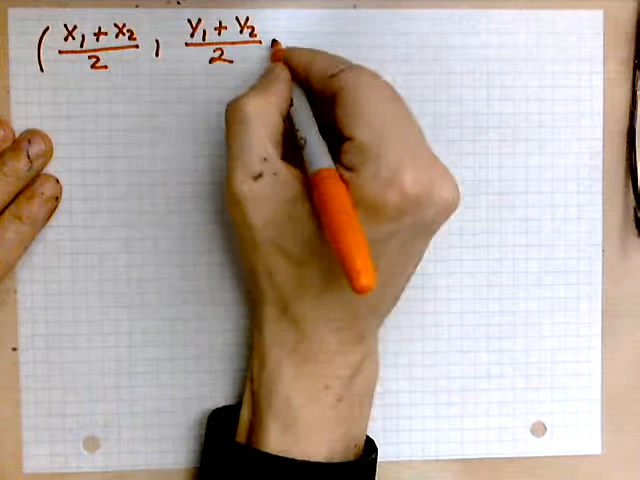 ( x₁ + x₂ / 2 , y₁ + y₂ / 2